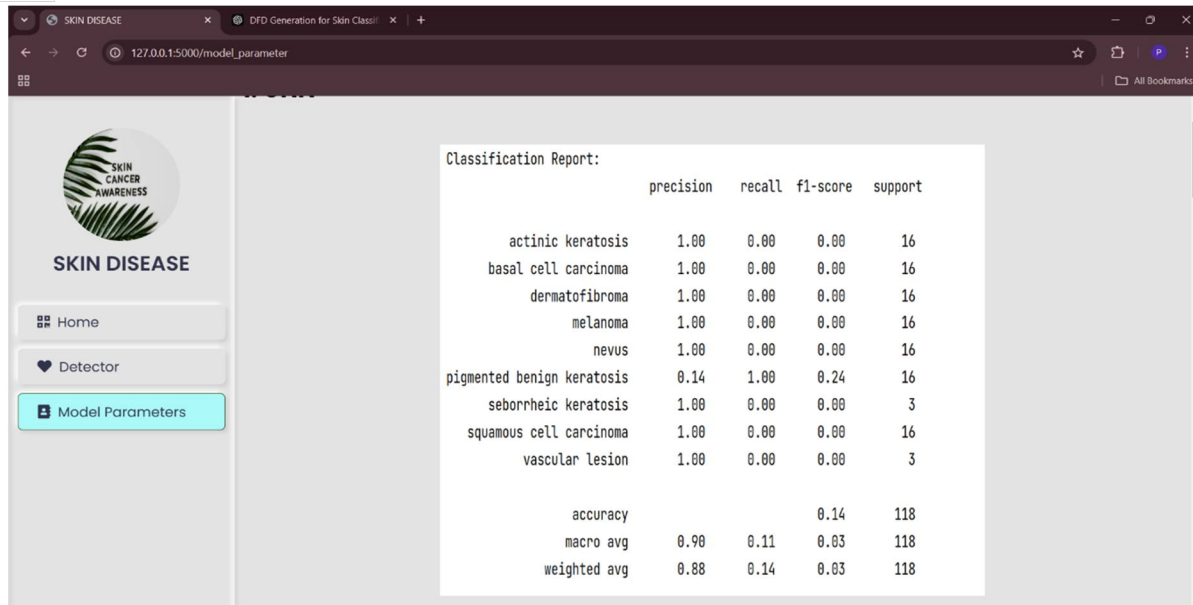 SKIN DISEASE
DFD Generation for Skin Classif
127.0.0.1:5000/model_parameter
P
All Bookmarks
SKIN
CANCER
AWARENESS
SKIN DISEASE
Home
Detector
Model Parameters
Classification Report:
precision recall f1-score support
actinic keratosis 1.00 0.00 0.00 16
basal cell carcinoma 1.00 0.00 0.00 16
dermatofibroma 1.00 0.00 0.00 16
melanoma 1.00 0.00 0.00 16
nevus 1.00 0.00 0.00 16
pigmented benign keratosis 0.14 1.00 0.24 16
seborrheic keratosis 1.00 0.00 0.00 3
squamous cell carcinoma 1.00 0.00 0.00 16
vascular lesion 1.00 0.00 0.00 3
accuracy 0.14 118
macro avg 0.90 0.11 0.03 118
weighted avg 0.88 0.14 0.03 118